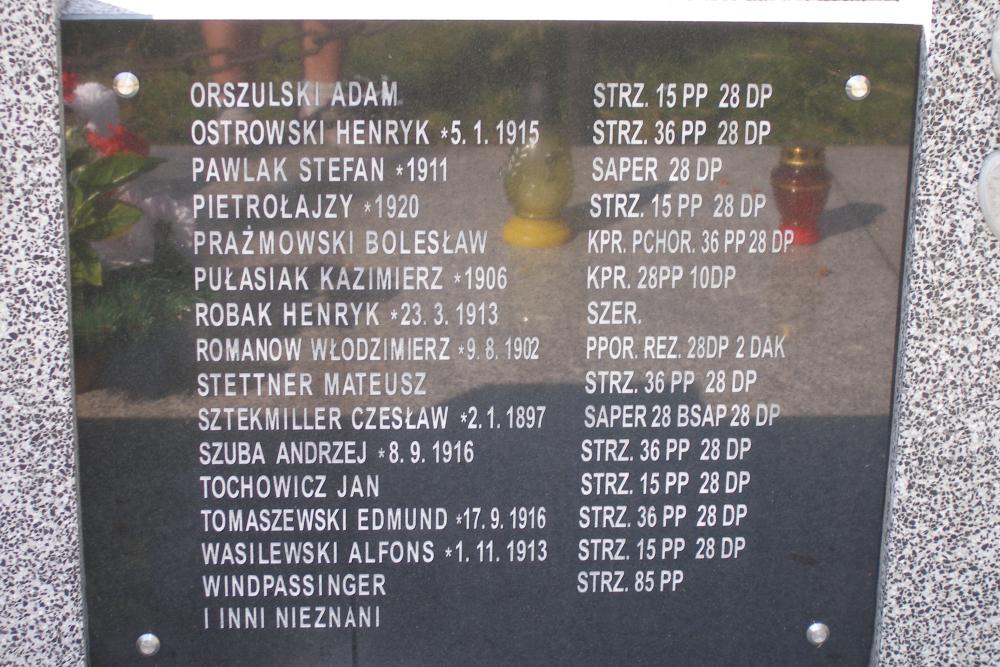 ORSZULSKI ADAM STRZ. 15 PP 28 DP
OSTROWSKI HENRYK *5. 1. 1915 STRZ. 36 PP 28 DP
PAWLAK STEFAN *1911 SAPER 28 DP
PIETROŁAJZY *1920 STRZ. 15 PP 28 DP
PRAŻMOWSKI BOLESŁAW KPR. PCHOR. 36 PP 28 DP
PUŁASIAK KAZIMIERZ *1906 KPR. 28PP 10DP
ROBAK HENRYK *23. 3. 1913 SZER.
ROMANOW WŁODZIMIERZ *9. 8. 1902 PPOR. REZ. 28DP 2 DAK
STETTNER MATEUSZ STRZ. 36 PP 28 DP
SZTEKMILLER CZESŁAW *2. 1. 1897 SAPER 28 BSAP 28 DP
SZUBA ANDRZEJ *8. 9. 1916 STRZ. 36 PP 28 DP
TOCHOWICZ JAN STRZ. 15 PP 28 DP
TOMASZEWSKI EDMUND *17. 9. 1916 STRZ. 36 PP 28 DP
WASILEWSKI ALFONS *1. 11. 1913 STRZ. 15 PP 28 DP
WINDPASSINGER STRZ. 85 PP
I INNI NIEZNANI